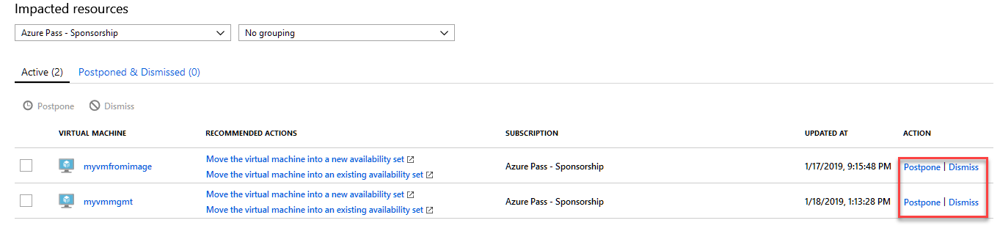 Impacted resources
Azure Pass - Sponsorship No grouping
Active (2) Postponed & Dismissed (0)
Postpone Dismiss
VIRTUAL MACHINE RECOMMENDED ACTIONS SUBSCRIPTION UPDATED AT ACTION
Move the virtual machine into a new availability set
myvmfromimage Azure Pass - Sponsorship 1/17/2019, 9:15:48 PM Postpone | Dismiss
Move the virtual machine into an existing availability set
Move the virtual machine into a new availability set
myvmmgmt Azure Pass - Sponsorship 1/18/2019, 1:13:28 PM Postpone | Dismiss
Move the virtual machine into an existing availability set